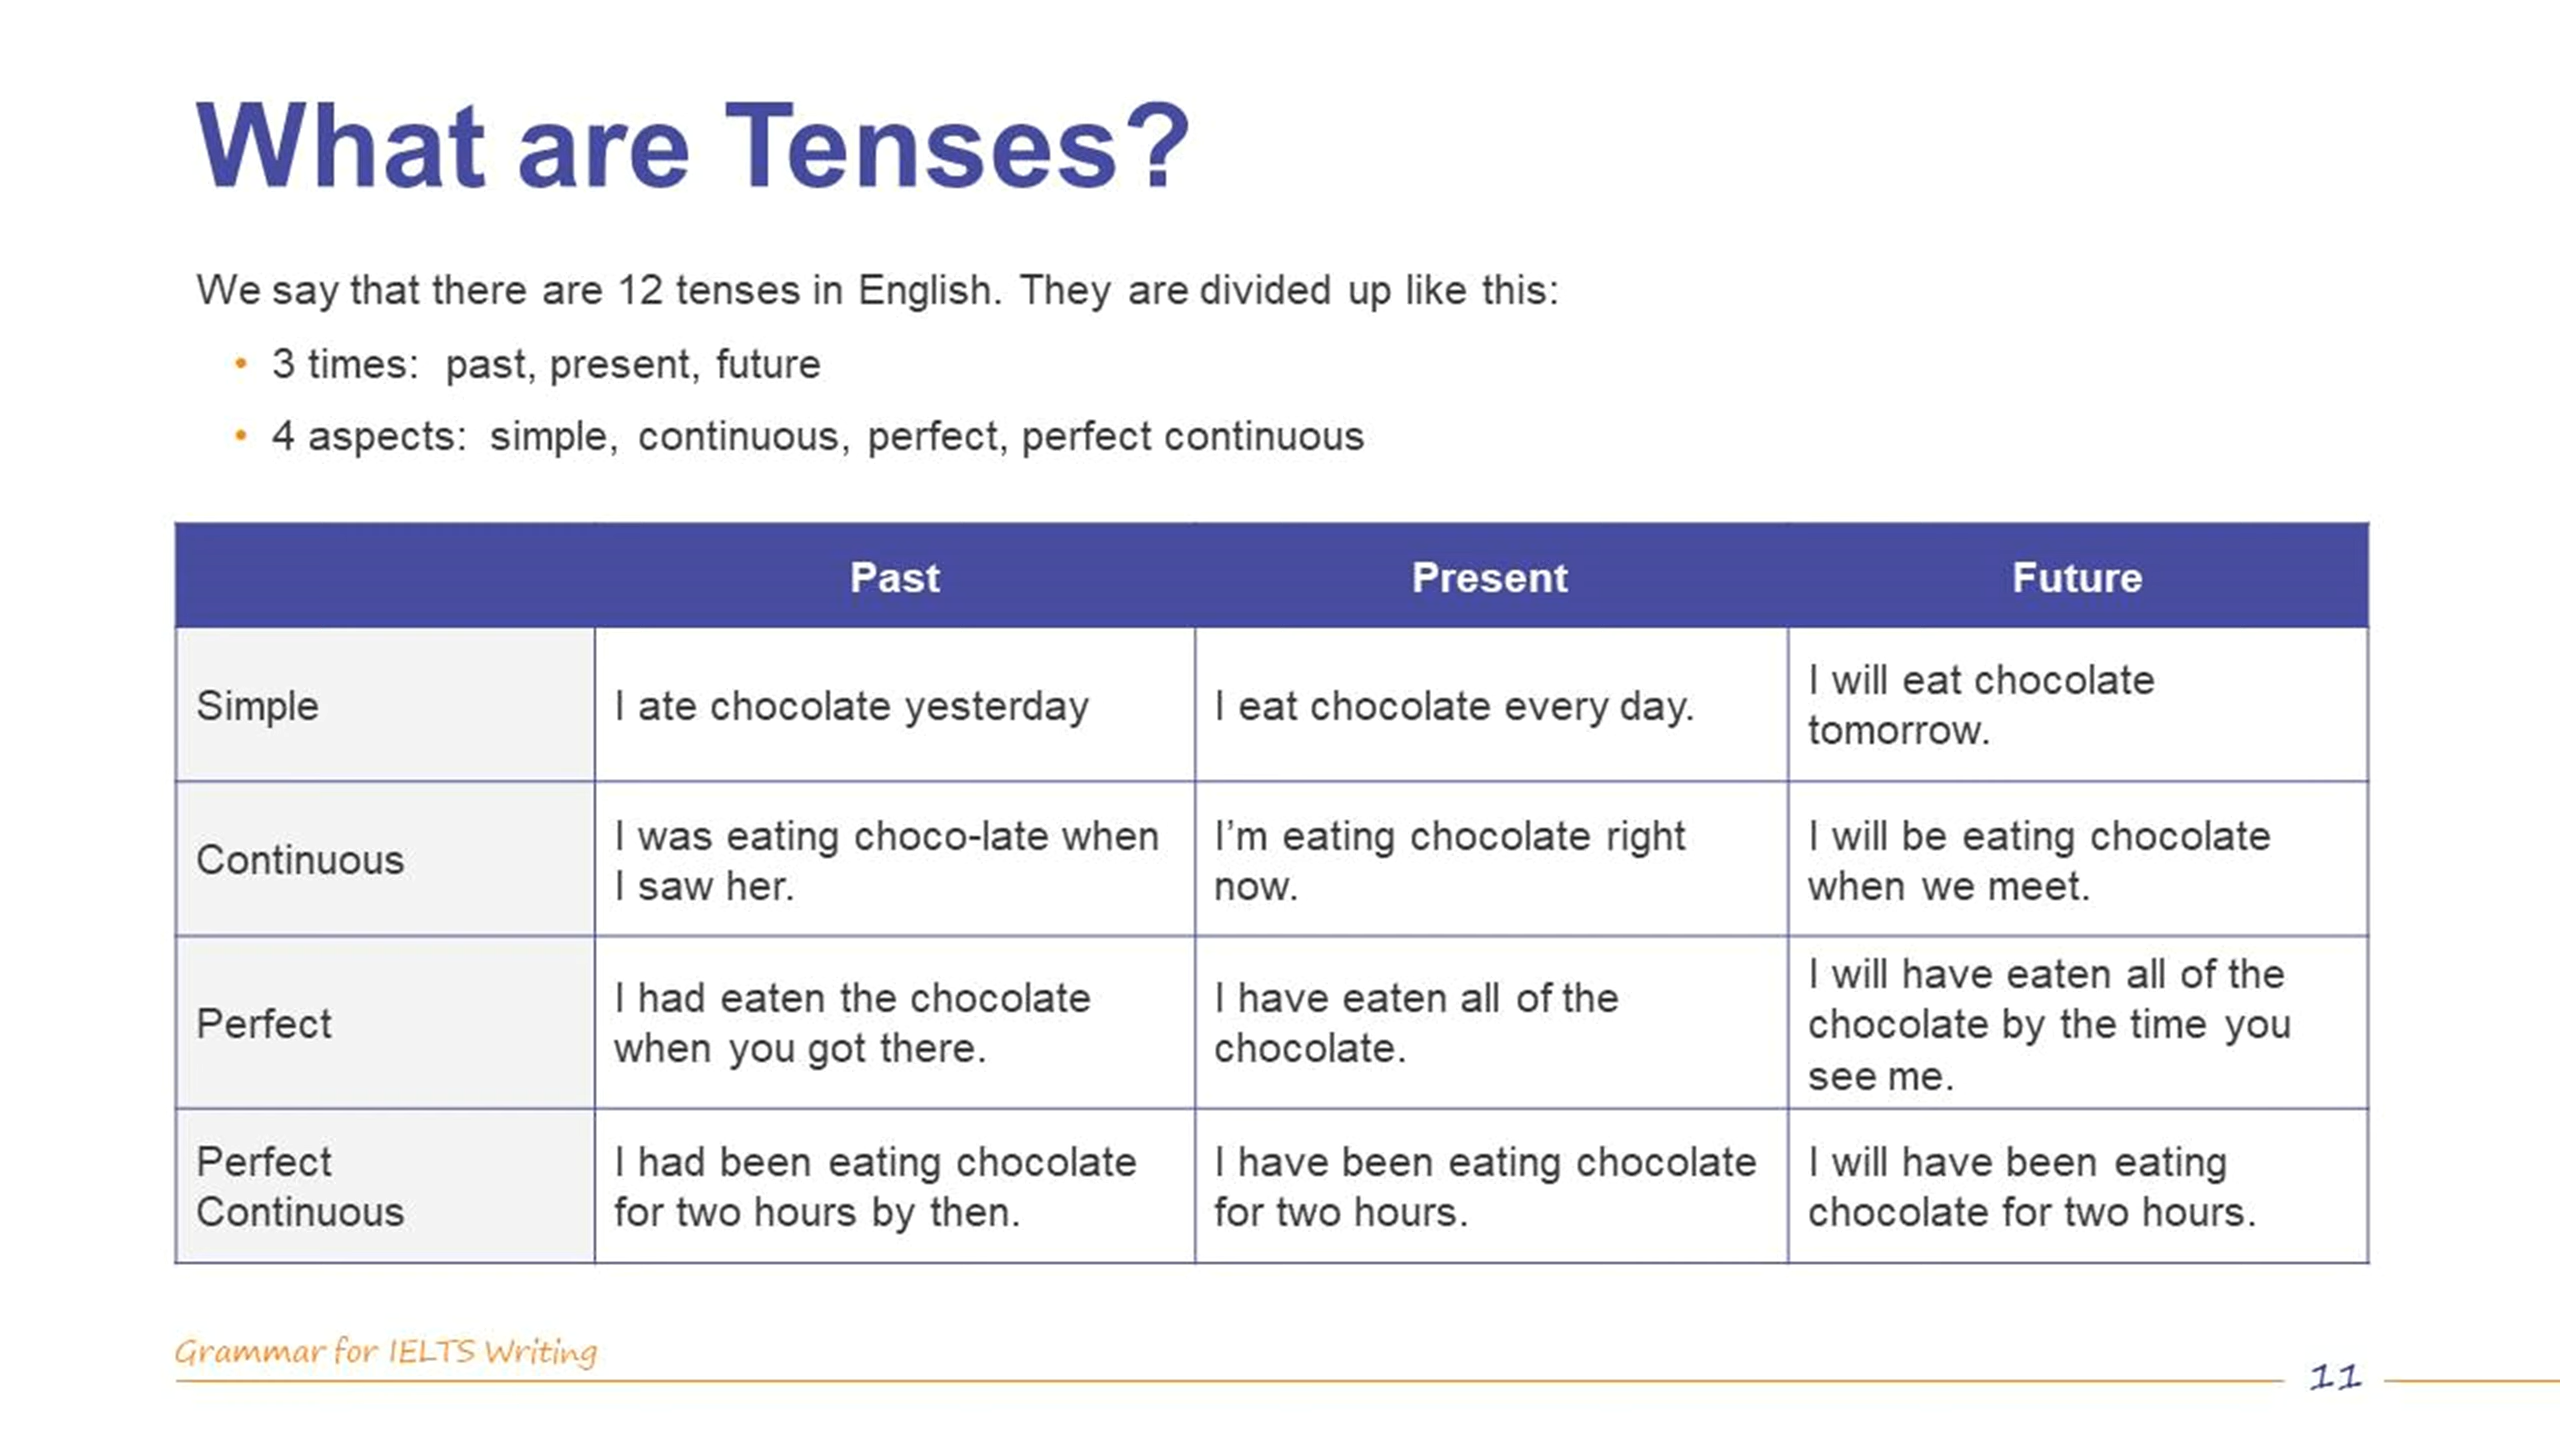 What are Tenses?
We say that there are 12 tenses in English. They are divided up like this:
• 3 times: past, present, future
• 4 aspects: simple, continuous, perfect, perfect continuous
Past Present Future
Simple
I ate chocolate yesterday
I eat chocolate every day.
I will eat chocolate
tomorrow.
Continuous
I was eating choco-late when
I saw her.
I'm eating chocolate right
now.
I will be eating chocolate
when we meet.
Perfect
I had eaten the chocolate
when you got there.
I have eaten all of the
chocolate.
I will have eaten all of the
chocolate by the time you
see me.
Perfect
Continuous
I had been eating chocolate
for two hours by then.
I have been eating chocolate
for two hours.
I will have been eating
chocolate for two hours.
Grammar for IELTS Writing
11